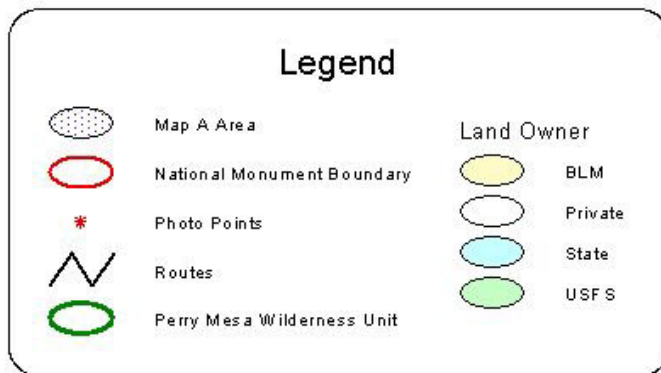 Legend
Map A Area
National Monument Boundary
Photo Points
Routes
Perry Mesa Wilderness Unit
Land Owner
BLM
Private
State
USFS